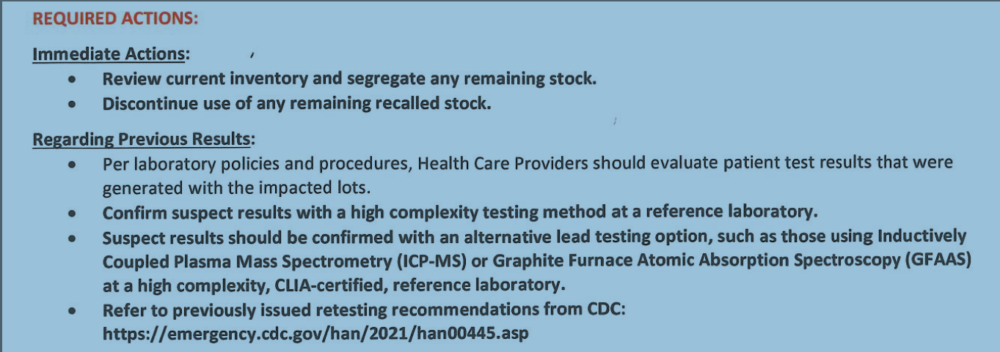 REQUIRED ACTIONS:
Immediate Actions:
• Review current inventory and segregate any remaining stock.
• Discontinue use of any remaining recalled stock.
Regarding Previous Results:
• Per laboratory policies and procedures, Health Care Providers should evaluate patient test results that were
generated with the impacted lots.
• Confirm suspect results with a high complexity testing method at a reference laboratory.
• Suspect results should be confirmed with an alternative lead testing option, such as those using Inductively
Coupled Plasma Mass Spectrometry (ICP-MS) or Graphite Furnace Atomic Absorption Spectroscopy (GFAAS)
at a high complexity, CLIA-certified, reference laboratory.
• Refer to previously issued retesting recommendations from CDC:
https://emergency.cdc.gov/han/2021/han00445.asp